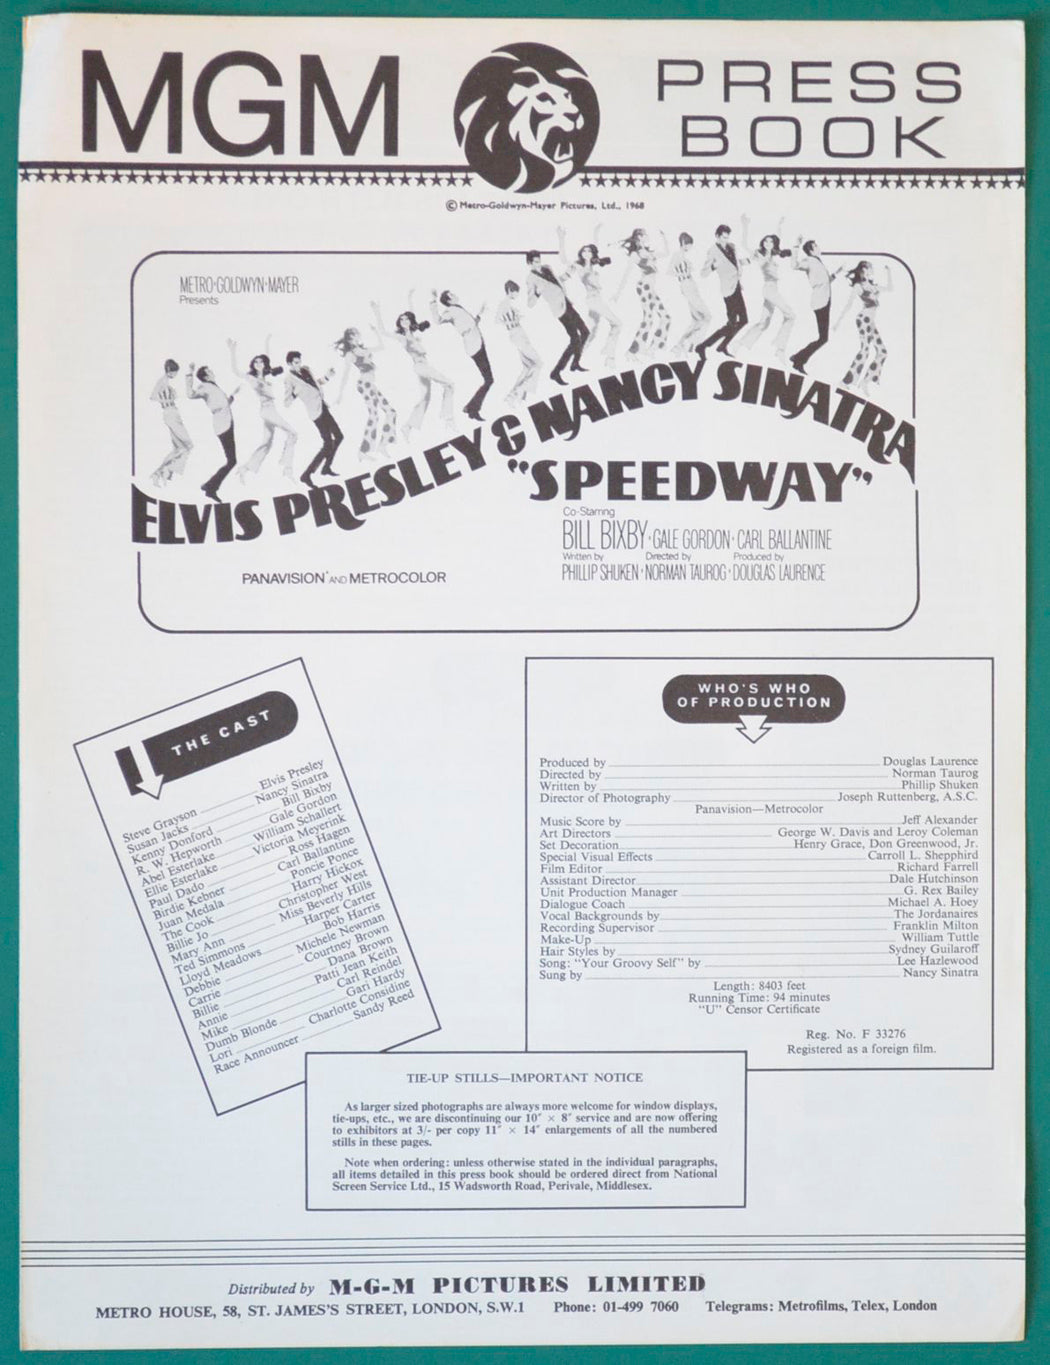 MGM
PRESS
BOOK
© Metro-Goldwyn-Mayer Pictures, Ltd., 1968
METRO-GOLDWYN-MAYER
Presents
ELVIS PRESLEY & NANCY SINATRA
"SPEEDWAY"
Co-Starring
BILL BIXBY · GALE GORDON · CARL BALLANTINE
Written by Directed by Produced by
PHILLIP SHUKEN · NORMAN TAUROG · DOUGLAS LAURENCE
PANAVISION® AND METROCOLOR
THE CAST
Steve Grayson Elvis Presley
Susan Jacks Nancy Sinatra
Kenny Donford Bill Bixby
R. W. Hepworth Gale Gordon
Abel Esterlake William Schallert
Ellie Esterlake Victoria Meyerink
Paul Dado Ross Hagen
Birdie Kebner Carl Ballantine
Juan Medala Poncie Ponce
The Cook Harry Hickox
Billie Jo Christopher West
Mary Ann Miss Beverly Hills
Ted Simmons Harper Carter
Lloyd Meadows Bob Harris
Debbie Michele Newman
Carrie Courtney Brown
Billie Dana Brown
Annie Patti Jean Keith
Mike Carl Reindel
Dumb Blonde Gari Hardy
Lori Charlotte Considine
Race Announcer Sandy Reed
WHO'S WHO
OF PRODUCTION
Produced by Douglas Laurence
Directed by Norman Taurog
Written by Phillip Shuken
Director of Photography Joseph Ruttenberg, A.S.C.
Panavision—Metrocolor
Music Score by Jeff Alexander
Art Directors George W. Davis and Leroy Coleman
Set Decoration Henry Grace, Don Greenwood, Jr.
Special Visual Effects Carroll L. Shepphird
Film Editor Richard Farrell
Assistant Director Dale Hutchinson
Unit Production Manager G. Rex Bailey
Dialogue Coach Michael A. Hoey
Vocal Backgrounds by The Jordanaires
Recording Supervisor Franklin Milton
Make-Up William Tuttle
Hair Styles by Sydney Guilaroff
Song: "Your Groovy Self" by Lee Hazlewood
Sung by Nancy Sinatra
Length: 8403 feet
Running Time: 94 minutes
"U" Censor Certificate
Reg. No. F 33276
Registered as a foreign film.
TIE-UP STILLS—IMPORTANT NOTICE
As larger sized photographs are always more welcome for window displays,
tie-ups, etc., we are discontinuing our 10″ × 8″ service and are now offering
to exhibitors at 3/- per copy 11″ × 14″ enlargements of all the numbered
stills in these pages.
Note when ordering: unless otherwise stated in the individual paragraphs,
all items detailed in this press book should be ordered direct from National
Screen Service Ltd., 15 Wadsworth Road, Perivale, Middlesex.
Distributed by M-G-M PICTURES LIMITED
METRO HOUSE, 58, ST. JAMES'S STREET, LONDON, S.W.1 Phone: 01-499 7060 Telegrams: Metrofilms, Telex, London